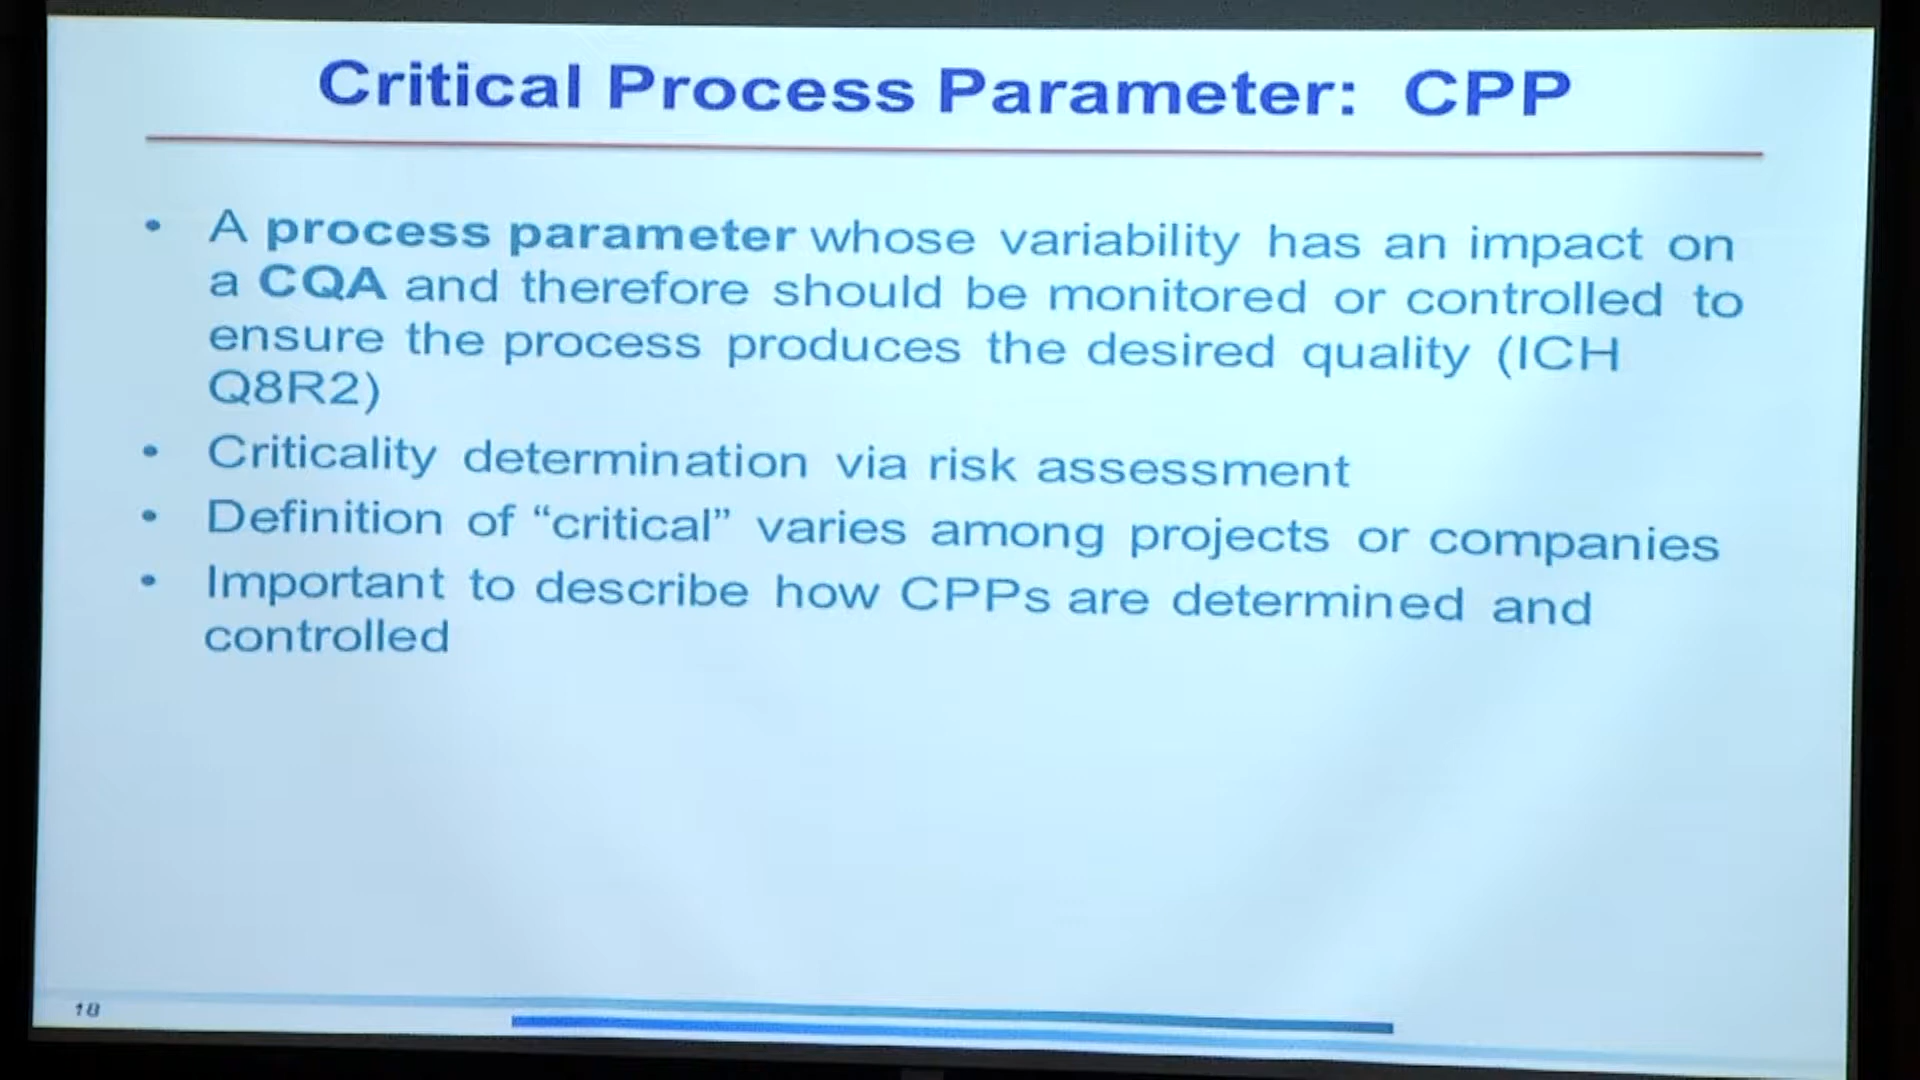 Critical Process Parameter: CPP
• A process parameter whose variability has an impact on
a CQA and therefore should be monitored or controlled to
ensure the process produces the desired quality (ICH
Q8R2)
• Criticality determination via risk assessment
• Definition of “critical” varies among projects or companies
• Important to describe how CPPs are determined and
controlled
18